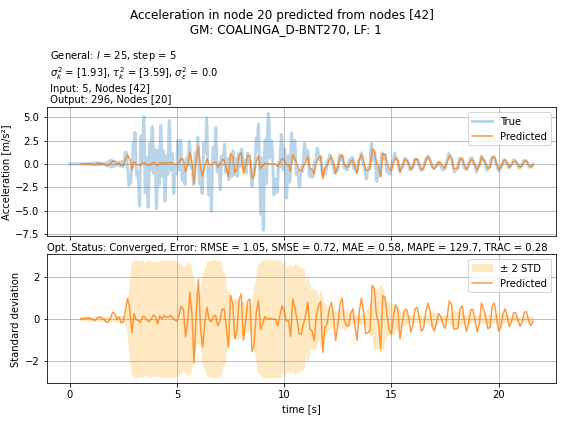 Acceleration in node 20 predicted from nodes [42]
GM: COALINGA_D-BNT270, LF: 1
General: l = 25, step = 5
σ²ₖ = [1.93], τ²ₖ = [3.59], σ²ε = 0.0
Input: 5, Nodes [42]
Output: 296, Nodes [20]
Acceleration [m/s²]
5.0
2.5
0.0
−2.5
−5.0
−7.5
True
Predicted
Opt. Status: Converged, Error: RMSE = 1.05, SMSE = 0.72, MAE = 0.58, MAPE = 129.7, TRAC = 0.28
Standard deviation
2
0
−2
± 2 STD
Predicted
0 5 10 15 20
time [s]